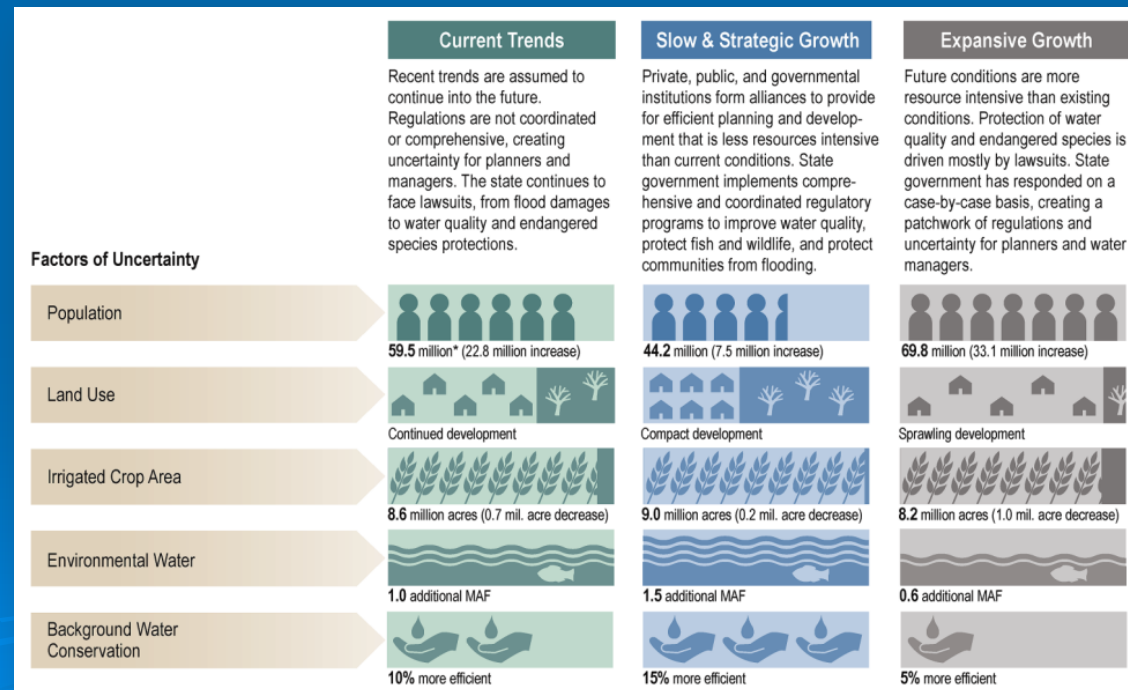 Current Trends
Recent trends are assumed to
continue into the future.
Regulations are not coordinated
or comprehensive, creating
uncertainty for planners and
managers. The state continues to
face lawsuits, from flood damages
to water quality and endangered
species protections.
Slow & Strategic Growth
Private, public, and governmental
institutions form alliances to provide
for efficient planning and develop-
ment that is less resources intensive
than current conditions. State
government implements compre-
hensive and coordinated regulatory
programs to improve water quality,
protect fish and wildlife, and protect
communities from flooding.
Expansive Growth
Future conditions are more
resource intensive than existing
conditions. Protection of water
quality and endangered species is
driven mostly by lawsuits. State
government has responded on a
case-by-case basis, creating a
patchwork of regulations and
uncertainty for planners and water
managers.
Factors of Uncertainty
Population
59.5 million* (22.8 million increase)
44.2 million (7.5 million increase)
69.8 million (33.1 million increase)
Land Use
Continued development
Compact development
Sprawling development
Irrigated Crop Area
8.6 million acres (0.7 mil. acre decrease)
9.0 million acres (0.2 mil. acre decrease)
8.2 million acres (1.0 mil. acre decrease)
Environmental Water
1.0 additional MAF
1.5 additional MAF
0.6 additional MAF
Background Water
Conservation
10% more efficient
15% more efficient
5% more efficient